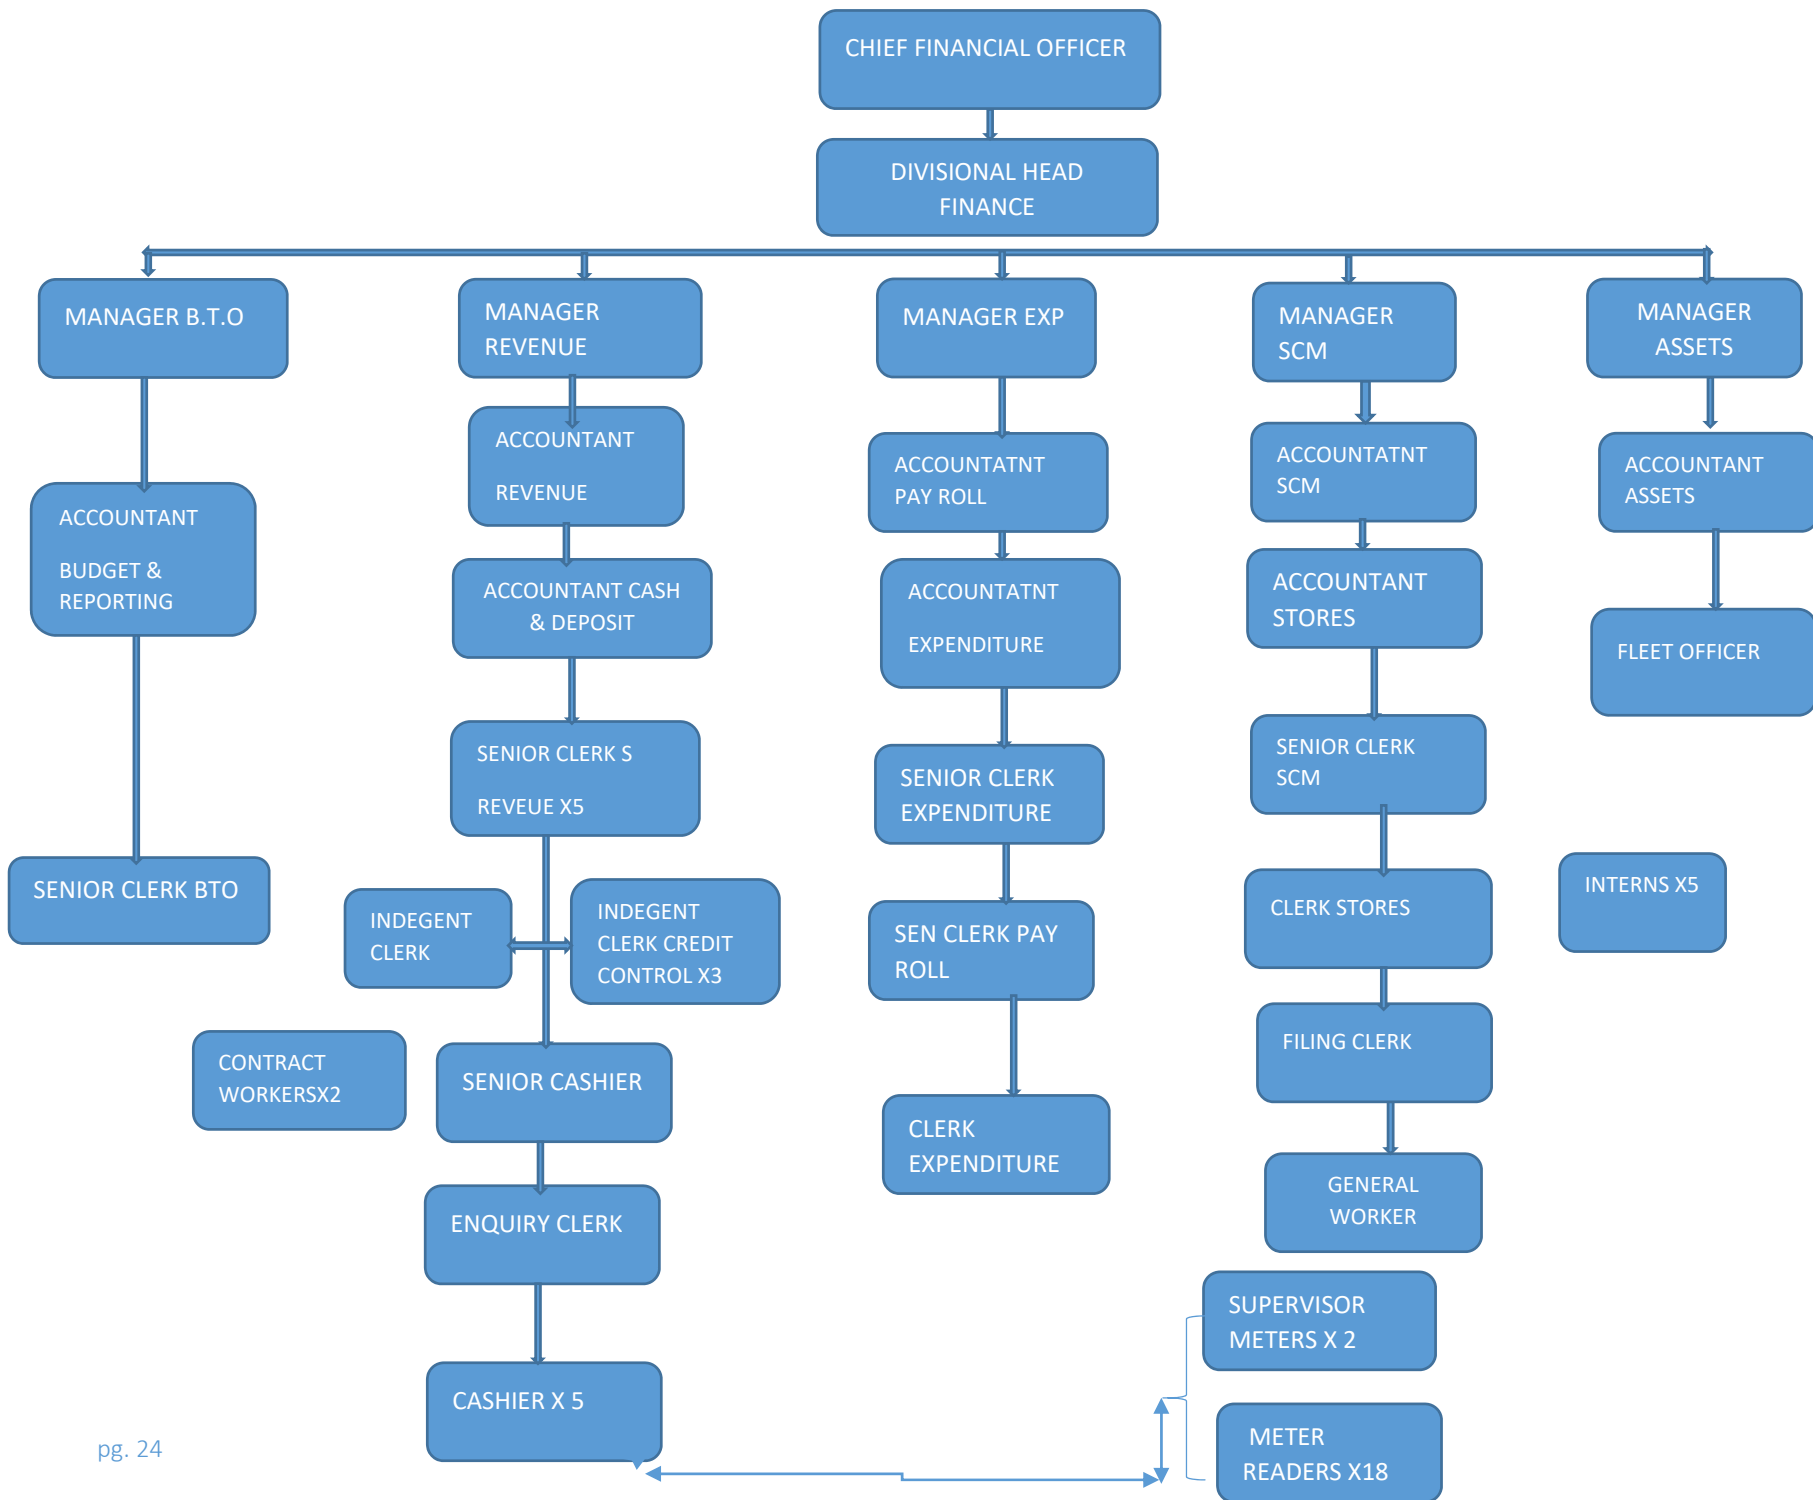 CHIEF FINANCIAL OFFICER
DIVISIONAL HEAD
FINANCE
MANAGER B.T.O
MANAGER
REVENUE
MANAGER EXP
MANAGER
SCM
MANAGER
ASSETS
ACCOUNTANT
BUDGET &
REPORTING
SENIOR CLERK BTO
ACCOUNTANT
REVENUE
ACCOUNTANT CASH
& DEPOSIT
SENIOR CLERK S
REVEUE X5
INDEGENT
CLERK
INDEGENT
CLERK CREDIT
CONTROL X3
CONTRACT
WORKERSX2
SENIOR CASHIER
ENQUIRY CLERK
CASHIER X 5
ACCOUNTATNT
PAY ROLL
ACCOUNTATNT
EXPENDITURE
SENIOR CLERK
EXPENDITURE
SEN CLERK PAY
ROLL
CLERK
EXPENDITURE
ACCOUNTATNT
SCM
ACCOUNTANT
STORES
SENIOR CLERK
SCM
CLERK STORES
FILING CLERK
GENERAL
WORKER
SUPERVISOR
METERS X 2
METER
READERS X18
ACCOUNTANT
ASSETS
FLEET OFFICER
INTERNS X5
pg. 24